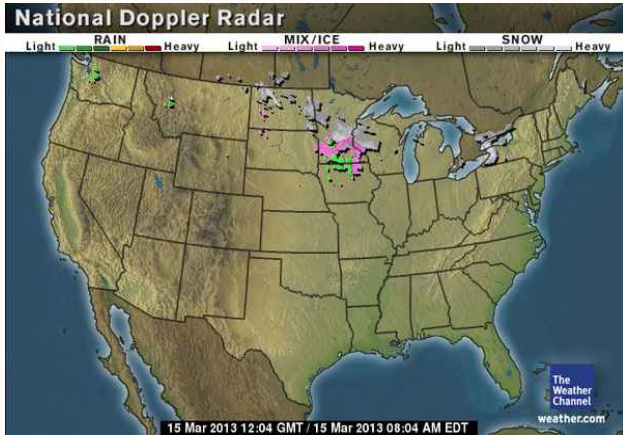 National Doppler Radar
RAIN MIX/ICE SNOW
Light Heavy Light Heavy Light Heavy
The
Weather
Channel
weather.com
15 Mar 2013 12:04 GMT / 15 Mar 2013 08:04 AM EDT